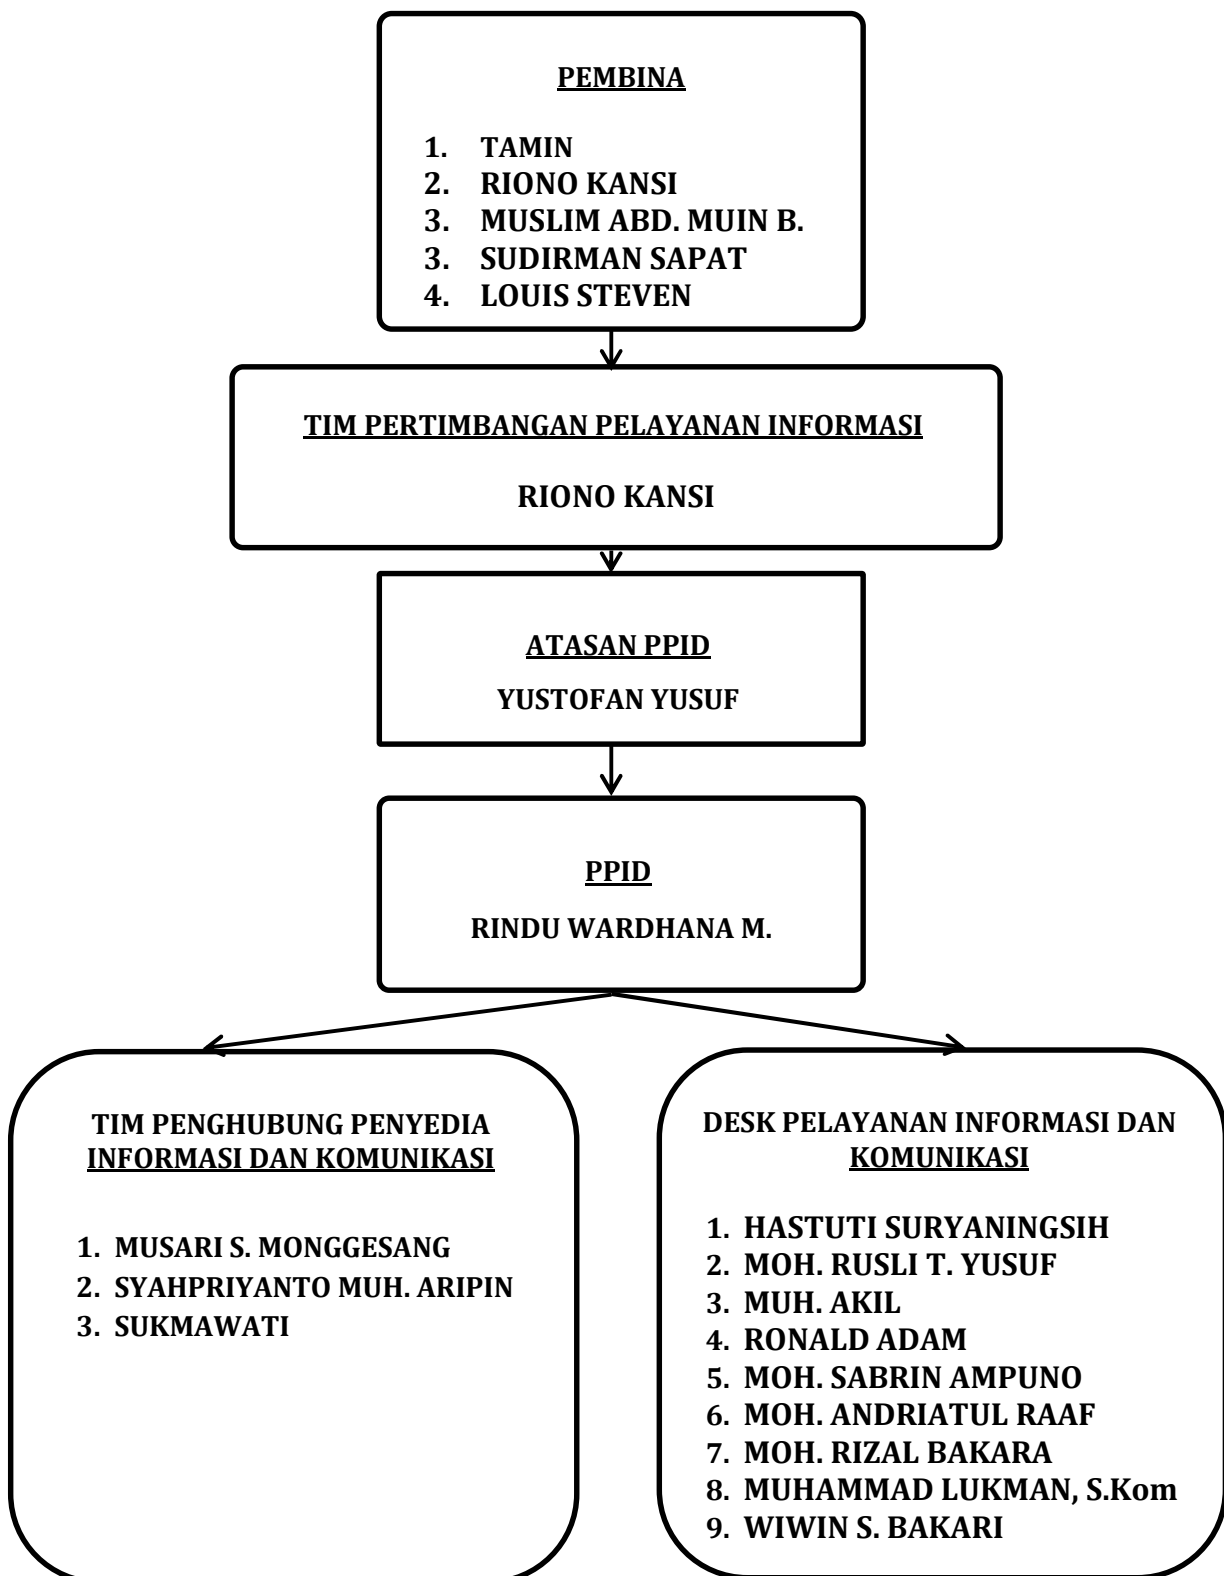 PEMBINA
1. TAMIN
2. RIONO KANSI
3. MUSLIM ABD. MUIN B.
3. SUDIRMAN SAPAT
4. LOUIS STEVEN
TIM PERTIMBANGAN PELAYANAN INFORMASI
RIONO KANSI
ATASAN PPID
YUSTOFAN YUSUF
PPID
RINDU WARDHANA M.
TIM PENGHUBUNG PENYEDIA
INFORMASI DAN KOMUNIKASI
1. MUSARI S. MONGGESANG
2. SYAHPRIYANTO MUH. ARIPIN
3. SUKMAWATI
DESK PELAYANAN INFORMASI DAN
KOMUNIKASI
1. HASTUTI SURYANINGSIH
2. MOH. RUSLI T. YUSUF
3. MUH. AKIL
4. RONALD ADAM
5. MOH. SABRIN AMPUNO
6. MOH. ANDRIATUL RAAF
7. MOH. RIZAL BAKARA
8. MUHAMMAD LUKMAN, S.Kom
9. WIWIN S. BAKARI